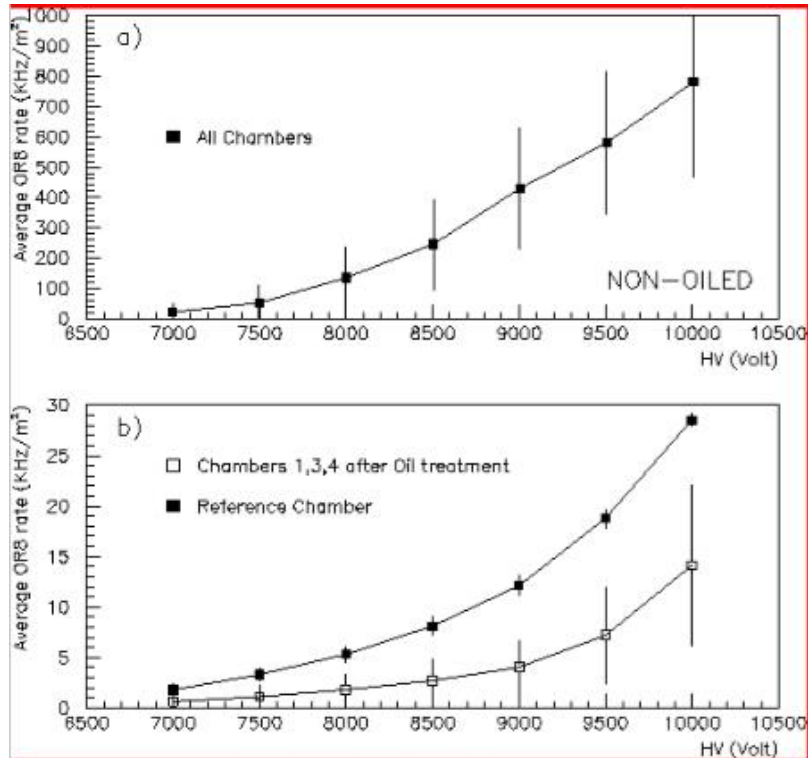 a)
Average OR8 rate (KHz/m²)
1000
900
800
700
600
500
400
300
200
100
0
All Chambers
NON-OILED
6500 7000 7500 8000 8500 9000 9500 10000 10500
HV (Volt)
b)
Average OR8 rate (KHz/m²)
30
25
20
15
10
5
0
Chambers 1,3,4 after Oil treatment
Reference Chamber
6500 7000 7500 8000 8500 9000 9500 10000 10500
HV (Volt)